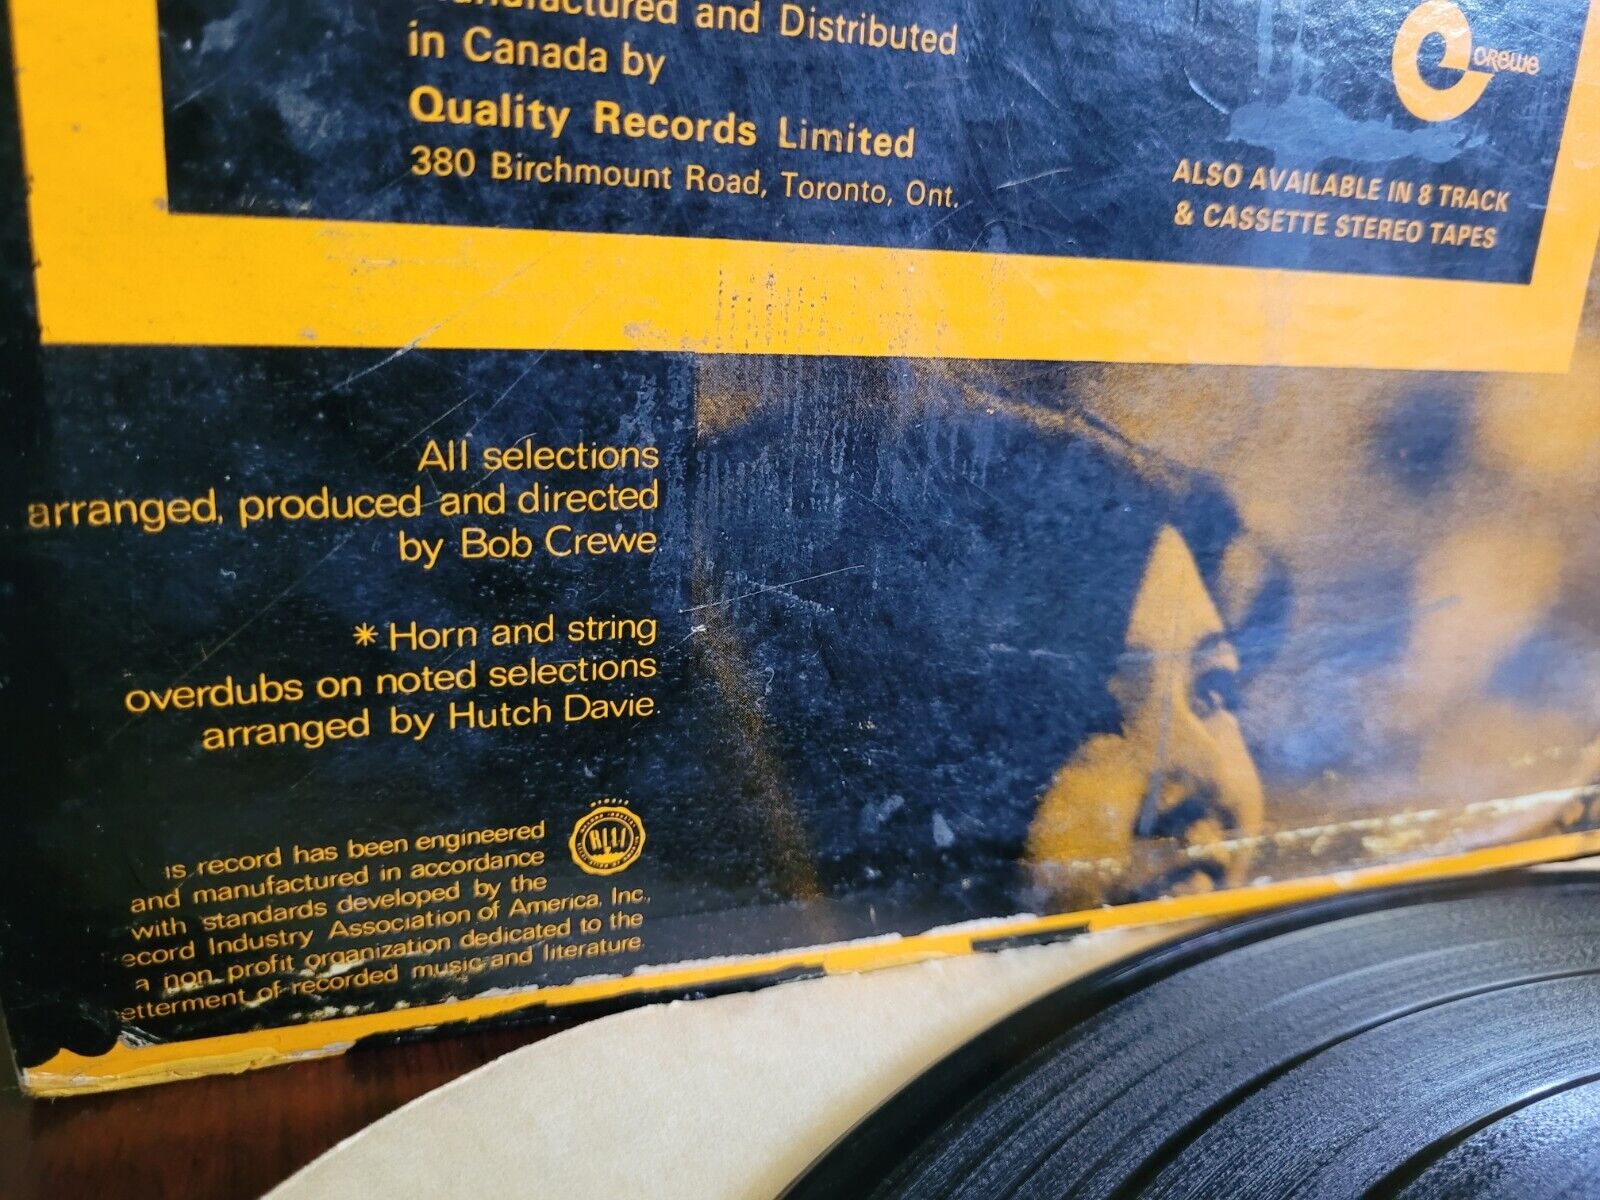 and Distributed
in Canada by
Quality Records Limited
380 Birchmount Road, Toronto, Ont.
crewe
ALSO AVAILABLE IN 8 TRACK
& CASSETTE STEREO TAPES
All selections
arranged, produced and directed
by Bob Crewe.
* Horn and string
overdubs on noted selections
arranged by Hutch Davie.
is record has been engineered
and manufactured in accordance
with standards developed by the
ecord Industry Association of America, Inc.,
a non profit organization dedicated to the
etterment of recorded music and literature.